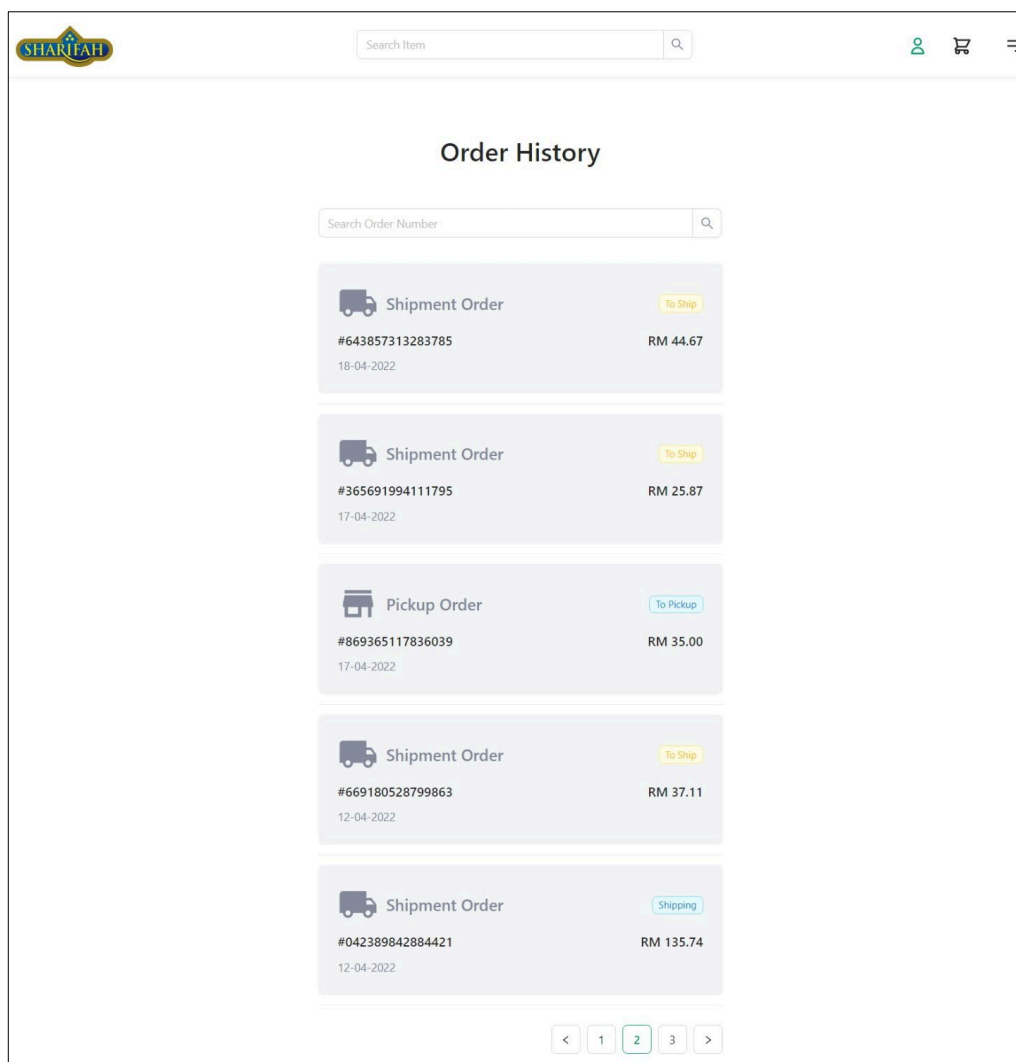 SHARIFAH
Search Item
Order History
Search Order Number
Shipment Order To Ship
#643857313283785 RM 44.67
18-04-2022
Shipment Order To Ship
#365691994111795 RM 25.87
17-04-2022
Pickup Order To Pickup
#869365117836039 RM 35.00
17-04-2022
Shipment Order To Ship
#669180528799863 RM 37.11
12-04-2022
Shipment Order Shipping
#042389842884421 RM 135.74
12-04-2022
< 1 2 3 >